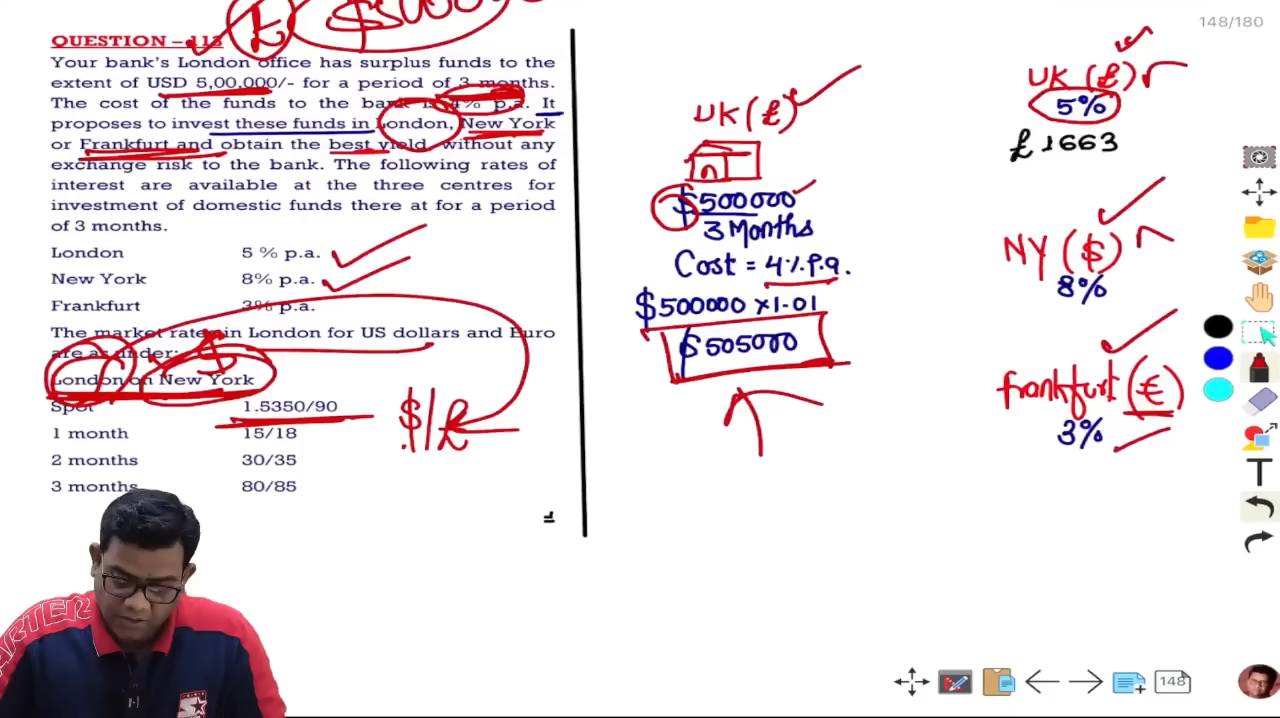 148/180
£ $5000
QUESTION – 113
Your bank's London office has surplus funds to the
extent of USD 5,00,000/- for a period of 3 months.
The cost of the funds to the bank is 4% p.a. It
proposes to invest these funds in London, New York
or Frankfurt and obtain the best yield, without any
exchange risk to the bank. The following rates of
interest are available at the three centres for
investment of domestic funds there at for a period
of 3 months.
London 5 % p.a.
New York 8% p.a.
Frankfurt 3% p.a.
The market rates in London for US dollars and Euro
are as under:
London on New York
$
Spot 1.5350/90
1 month 15/18
2 months 30/35
3 months 80/85
$/£
UK (£)
$500000
3 Months
Cost = 4%.P.a.
$500000 x1.01
$505000
UK (£)
5%
£1663
NY ($)
8%
frankfurt (€)
3%
1
T
148
STAR